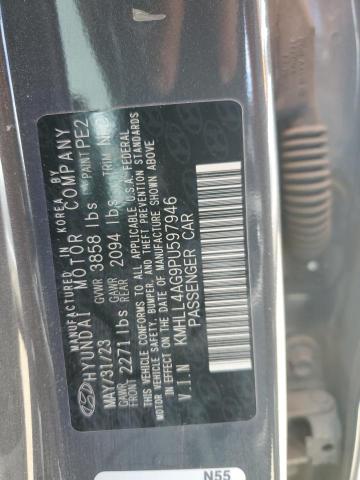 MANUFACTURED IN KOREA BY
HYUNDAI MOTOR COMPANY
MAY/31/23 GVWR 3858 lbs PAINT PE2
GAWR FRONT 2271 lbs GAWR REAR 2094 lbs TRIM
THIS VEHICLE CONFORMS TO ALL APPLICABLE U.S.A. FEDERAL
MOTOR VEHICLE SAFETY, BUMPER, AND THEFT PREVENTION
STANDARDS IN EFFECT ON THE DATE OF MANUFACTURE SHOWN ABOVE.
V.I.N KMHLL4AG9PU597946
PASSENGER CAR
N55